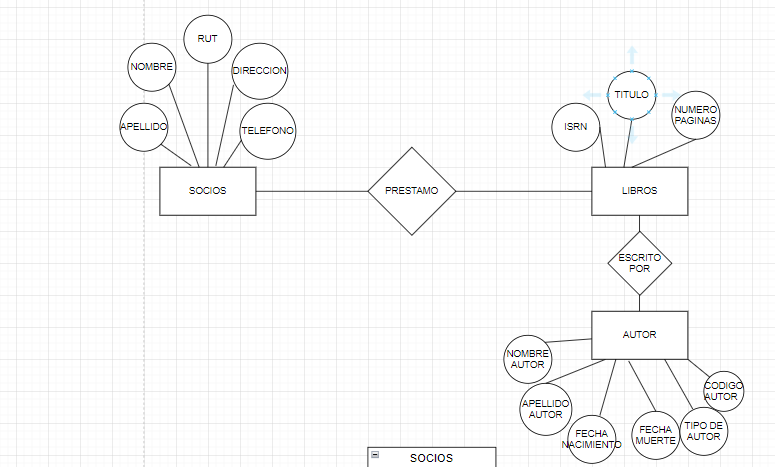 RUT
NOMBRE
DIRECCION
APELLIDO
TELEFONO
SOCIOS
PRESTAMO
TITULO
NUMERO
PAGINAS
ISRN
LIBROS
ESCRITO
POR
AUTOR
NOMBRE
AUTOR
APELLIDO
AUTOR
FECHA
NACIMIENTO
FECHA
MUERTE
TIPO DE
AUTOR
CODIGO
AUTOR
SOCIOS